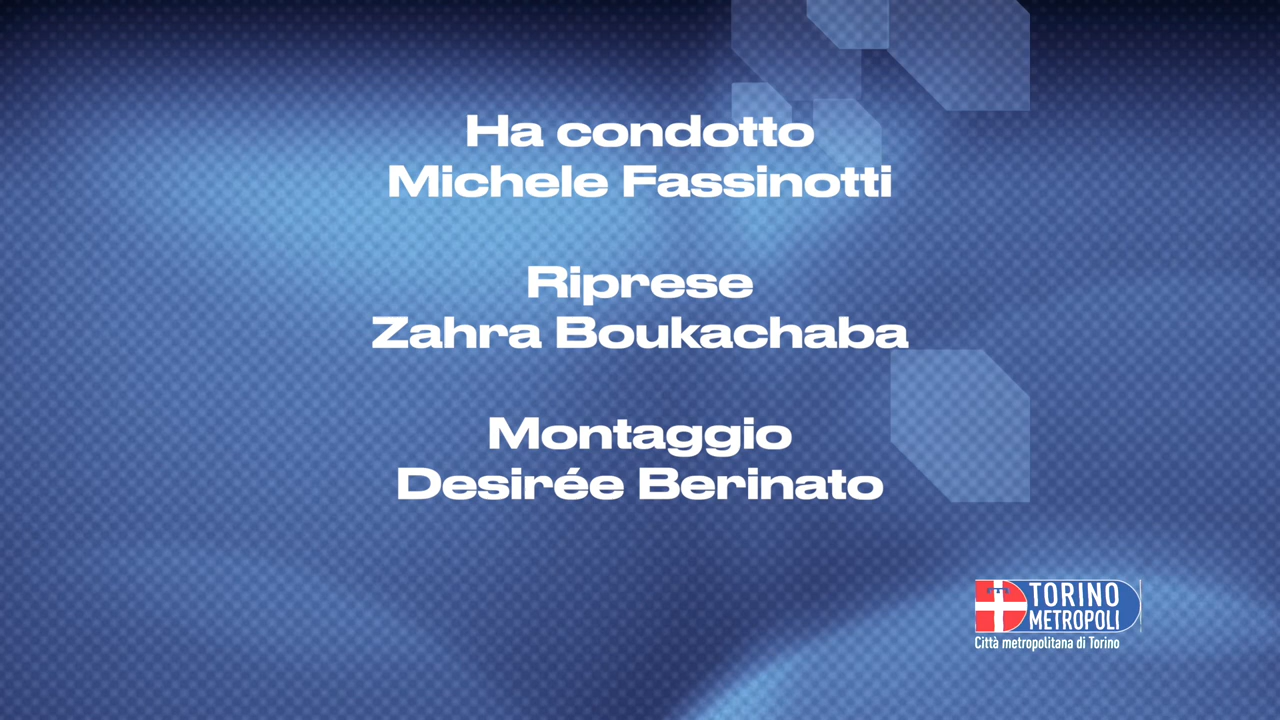 Ha condotto
Michele Fassinotti
Riprese
Zahra Boukachaba
Montaggio
Desirée Berinato
TORINO
METROPOLI
Città metropolitana di Torino